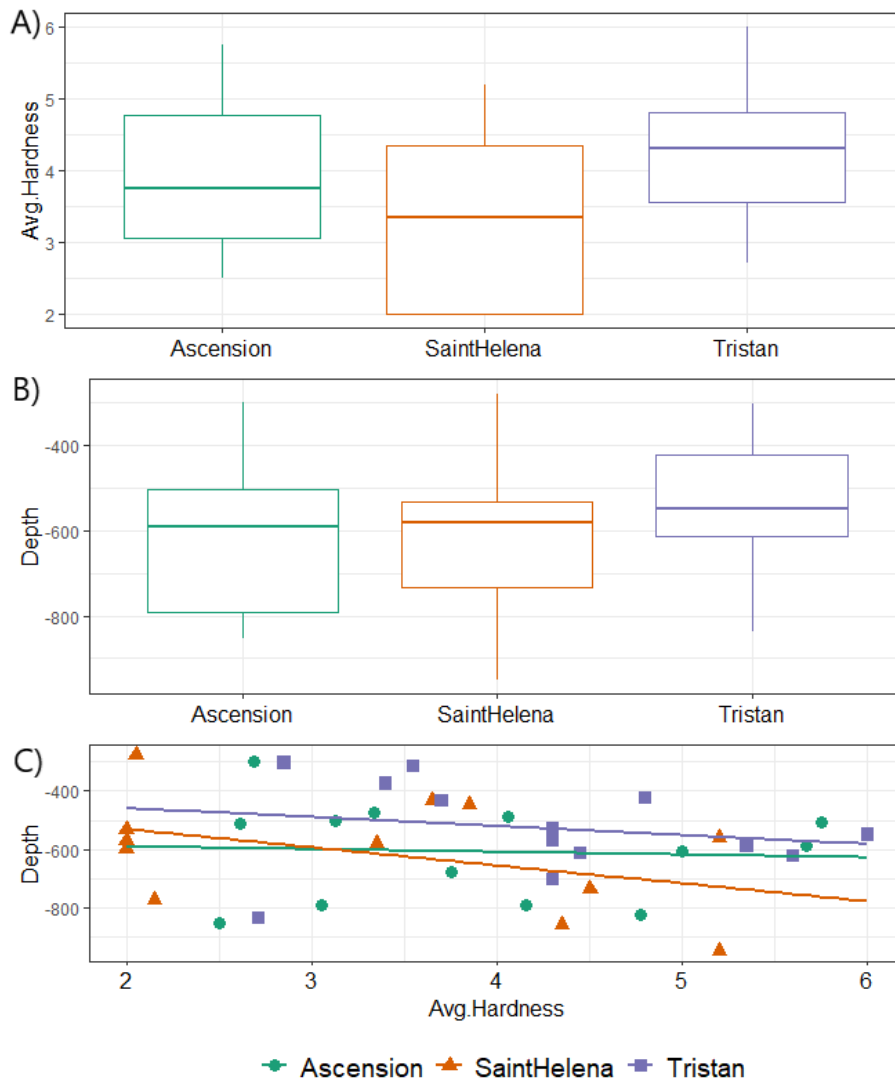 A)
Avg.Hardness
6
5
4
3
2
Ascension SaintHelena Tristan
B)
Depth
-400
-600
-800
Ascension SaintHelena Tristan
C)
Depth
-400
-600
-800
2 3 4 5 6
Avg.Hardness
Ascension SaintHelena Tristan